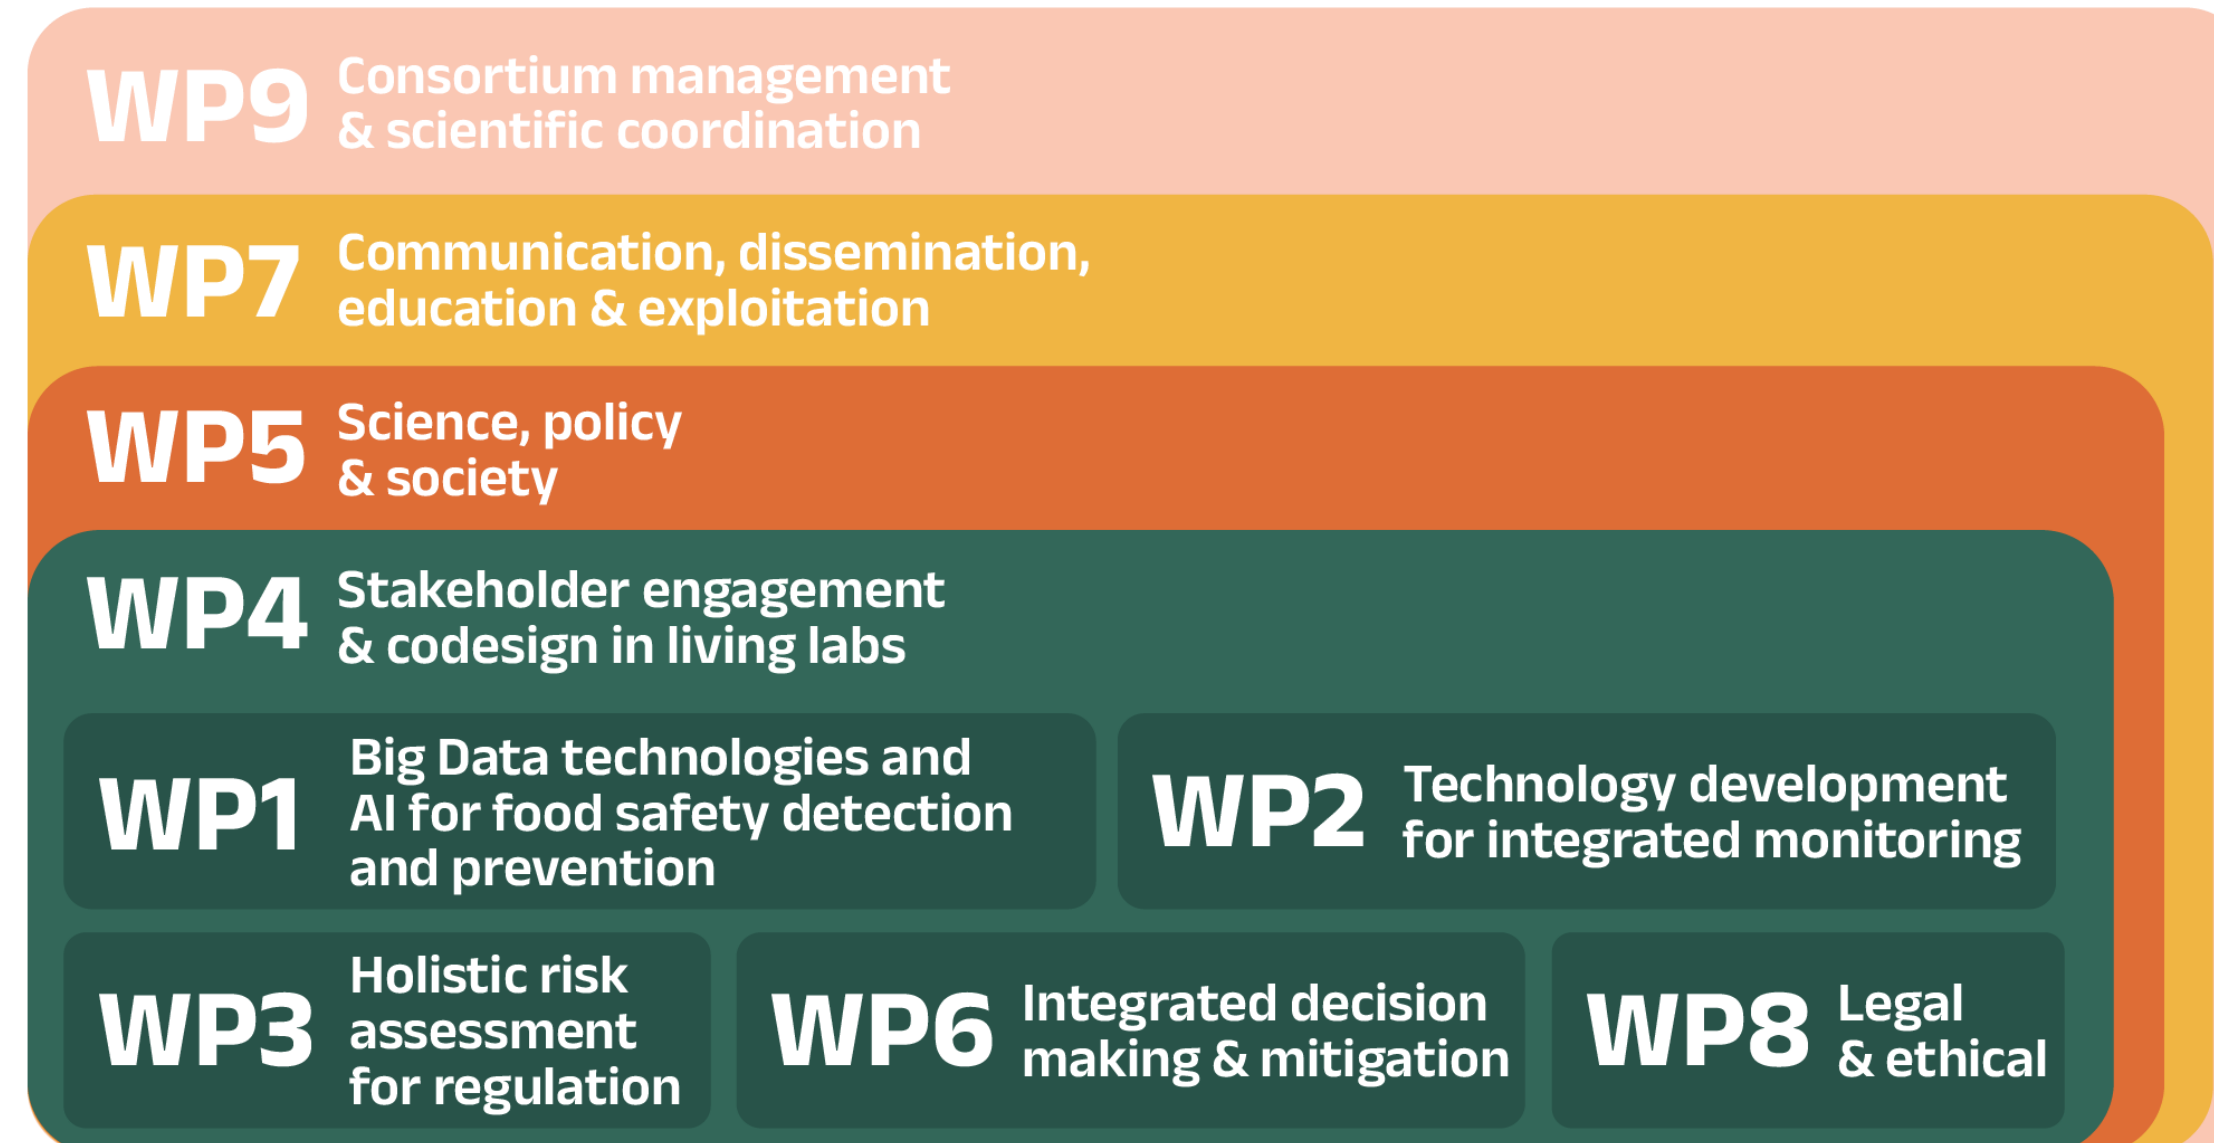 WP9
Consortium management
& scientific coordination
WP7
Communication, dissemination,
education & exploitation
WP5
Science, policy
& society
WP4
Stakeholder engagement
& codesign in living labs
WP1
Big Data technologies and
AI for food safety detection
and prevention
WP2
Technology development
for integrated monitoring
WP3
Holistic risk
assessment
for regulation
WP6
Integrated decision
making & mitigation
WP8
Legal
& ethical